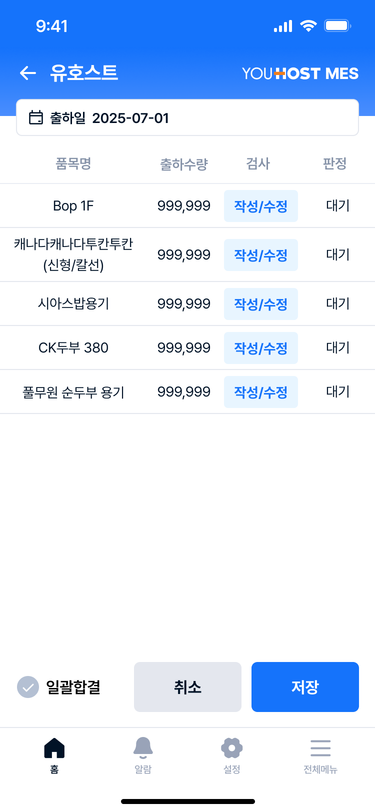 9:41
유호스트 YOUHOST MES
출하일 2025-07-01
품목명 출하수량 검사 판정
Bop 1F 999,999 작성/수정 대기
캐나다캐나다투칸투칸
(신형/칼선) 999,999 작성/수정 대기
시아스밥용기 999,999 작성/수정 대기
CK두부 380 999,999 작성/수정 대기
풀무원 순두부 용기 999,999 작성/수정 대기
일괄합결 취소 저장
홈 알람 설정 전체메뉴